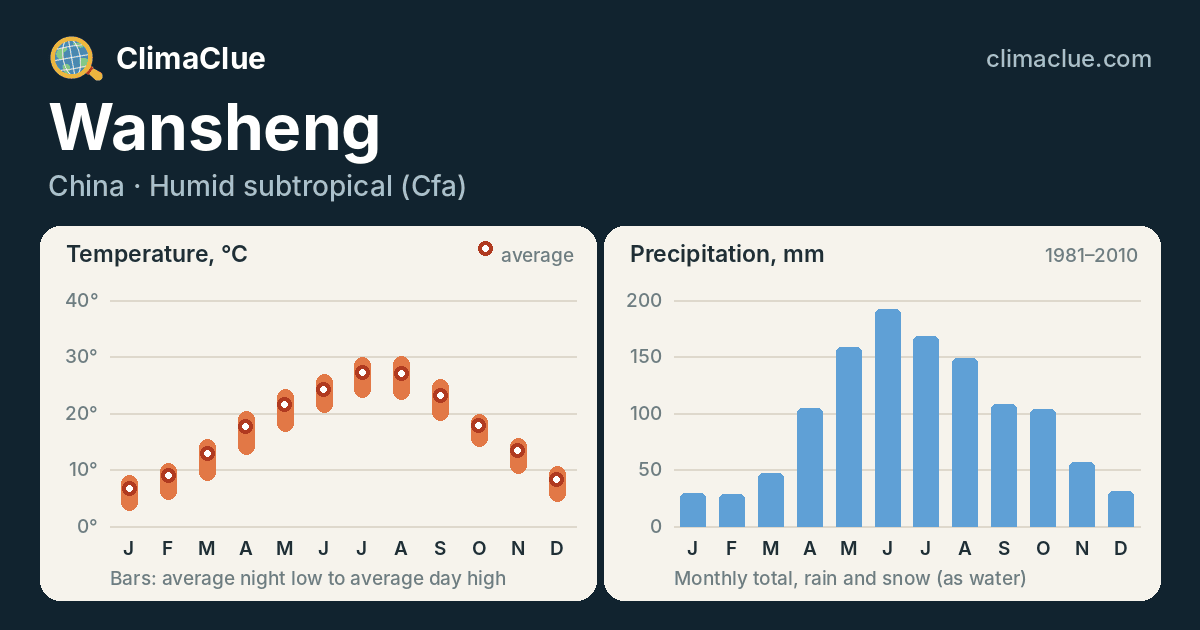 ClimaClue
climaclue.com
Wansheng
China · Humid subtropical (Cfa)
Temperature, °C
average
40°
30°
20°
10°
0°
J F M A M J J A S O N D
Bars: average night low to average day high
Precipitation, mm
1981–2010
200
150
100
50
0
J F M A M J J A S O N D
Monthly total, rain and snow (as water)